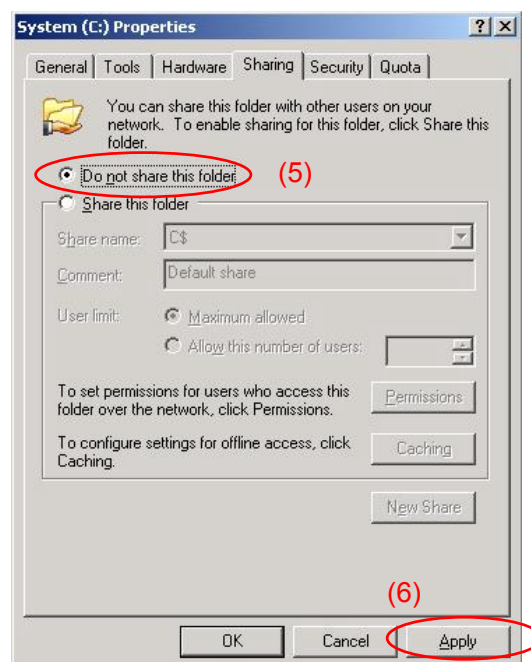 System (C:) Properties
General Tools Hardware Sharing Security Quota
You can share this folder with other users on your
network. To enable sharing for this folder, click Share this
folder.
Do not share this folder (5)
Share this folder
Share name: C$
Comment: Default share
User limit: Maximum allowed
Allow this number of users:
To set permissions for users who access this
folder over the network, click Permissions.
Permissions
To configure settings for offline access, click
Caching.
Caching
New Share
(6)
OK Cancel Apply